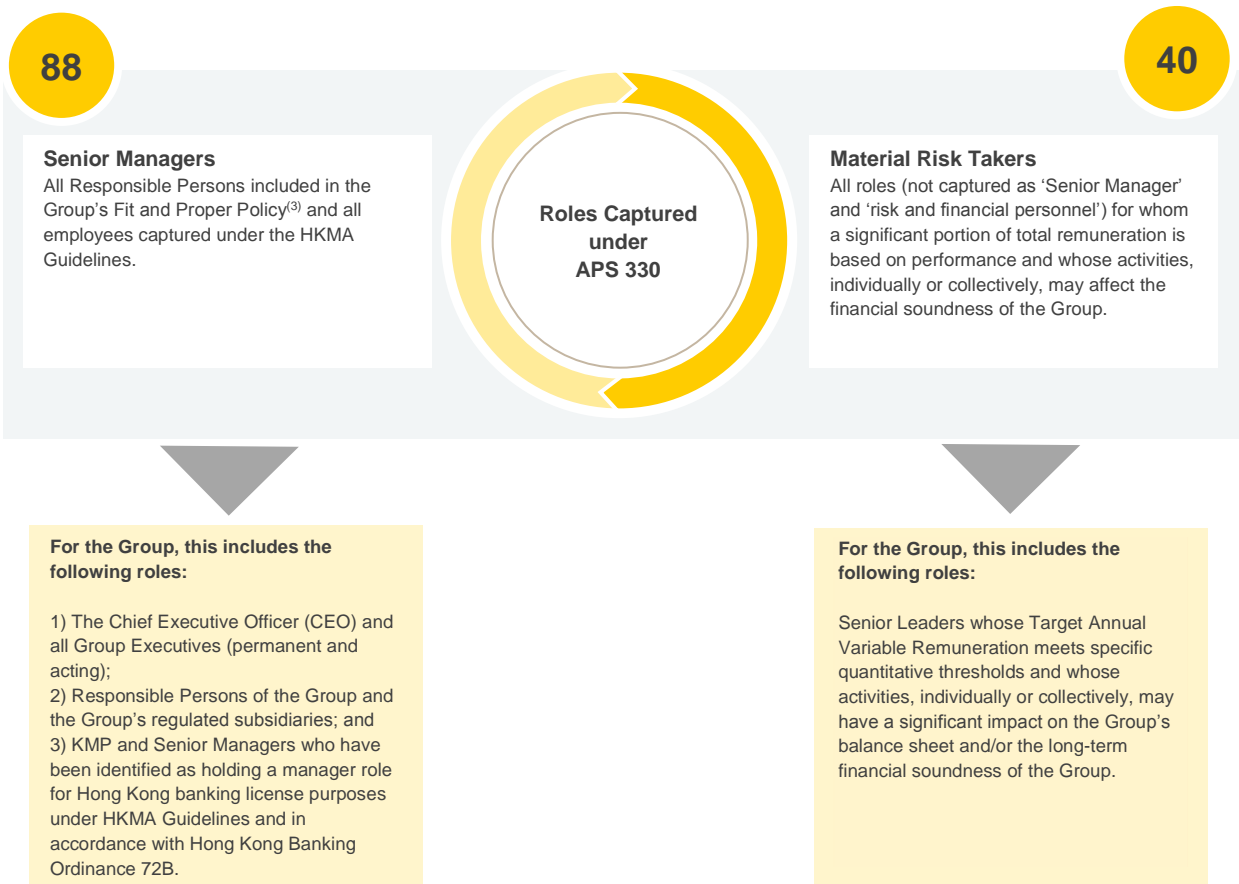 88
Senior Managers
All Responsible Persons included in the
Group's Fit and Proper Policy(3) and all
employees captured under the HKMA
Guidelines.
Roles Captured
under
APS 330
40
Material Risk Takers
All roles (not captured as ‘Senior Manager’
and ‘risk and financial personnel’) for whom
a significant portion of total remuneration is
based on performance and whose activities,
individually or collectively, may affect the
financial soundness of the Group.
For the Group, this includes the
following roles:
1) The Chief Executive Officer (CEO) and
all Group Executives (permanent and
acting);
2) Responsible Persons of the Group and
the Group's regulated subsidiaries; and
3) KMP and Senior Managers who have
been identified as holding a manager role
for Hong Kong banking license purposes
under HKMA Guidelines and in
accordance with Hong Kong Banking
Ordinance 72B.
For the Group, this includes the
following roles:
Senior Leaders whose Target Annual
Variable Remuneration meets specific
quantitative thresholds and whose
activities, individually or collectively, may
have a significant impact on the Group's
balance sheet and/or the long-term
financial soundness of the Group.